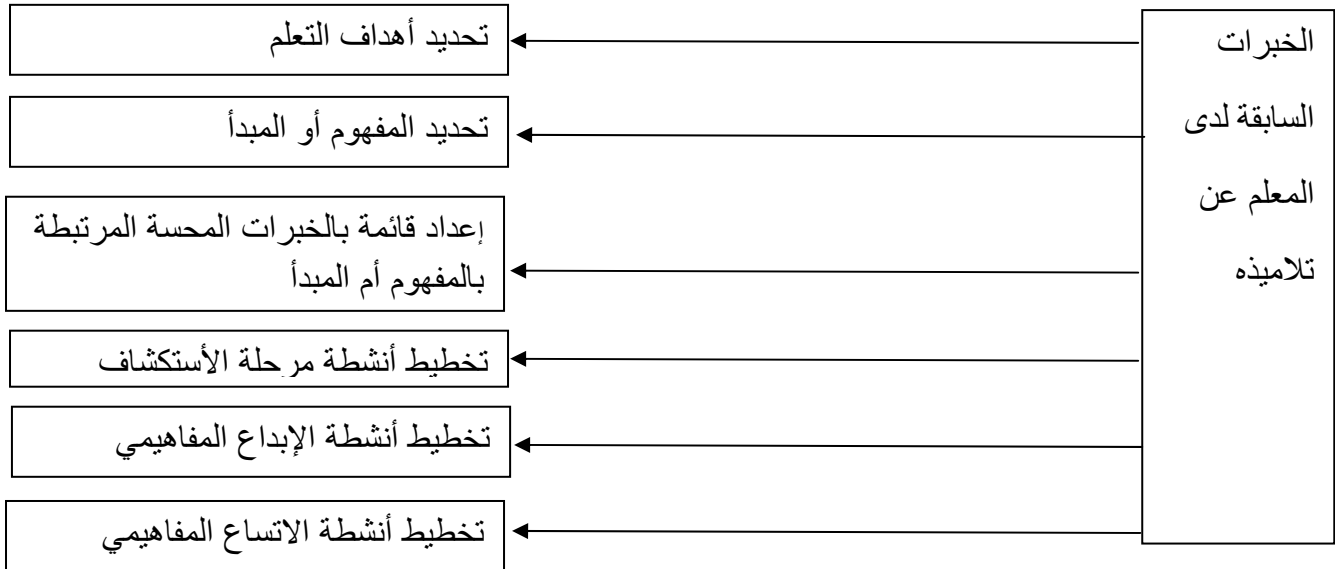 الخبرات
السابقة لدى
المعلم عن
تلاميذه
تحديد أهداف التعلم
تحديد المفهوم أو المبدأ
إعداد قائمة بالخبرات المحسة المرتبطة
بالمفهوم أم المبدأ
تخطيط أنشطة مرحلة الأستكشاف
تخطيط أنشطة الإبداع المفاهيمي
تخطيط أنشطة الاتساع المفاهيمي